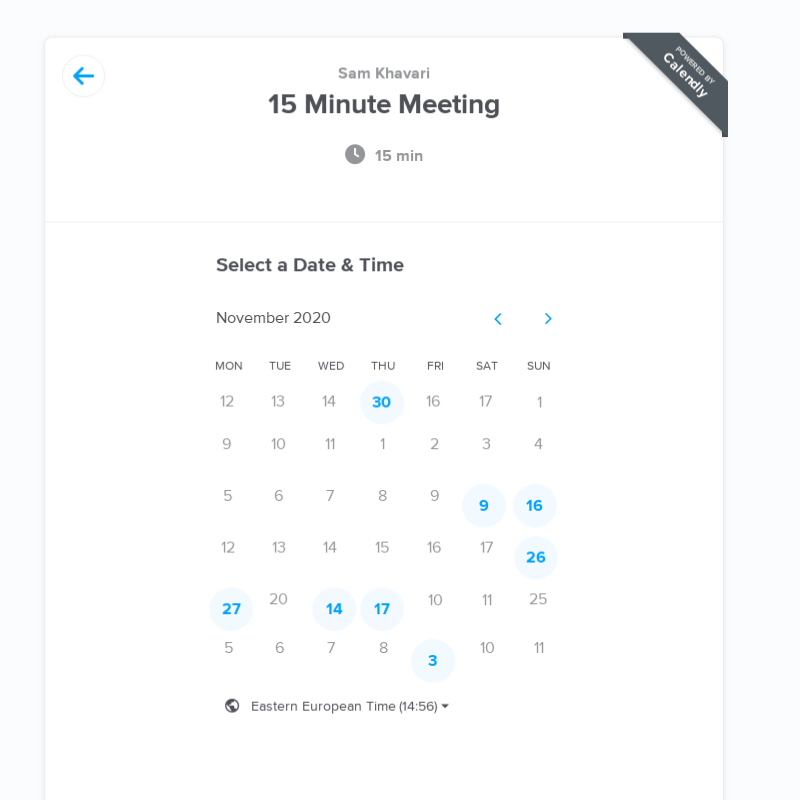 POWERED BY
Calendly
Sam Khavari
15 Minute Meeting
15 min
Select a Date & Time
November 2020
MON TUE WED THU FRI SAT SUN
12 13 14 30 16 17 1
9 10 11 1 2 3 4
5 6 7 8 9 9 16
12 13 14 15 16 17 26
27 20 14 17 10 11 25
5 6 7 8 3 10 11
Eastern European Time (14:56)